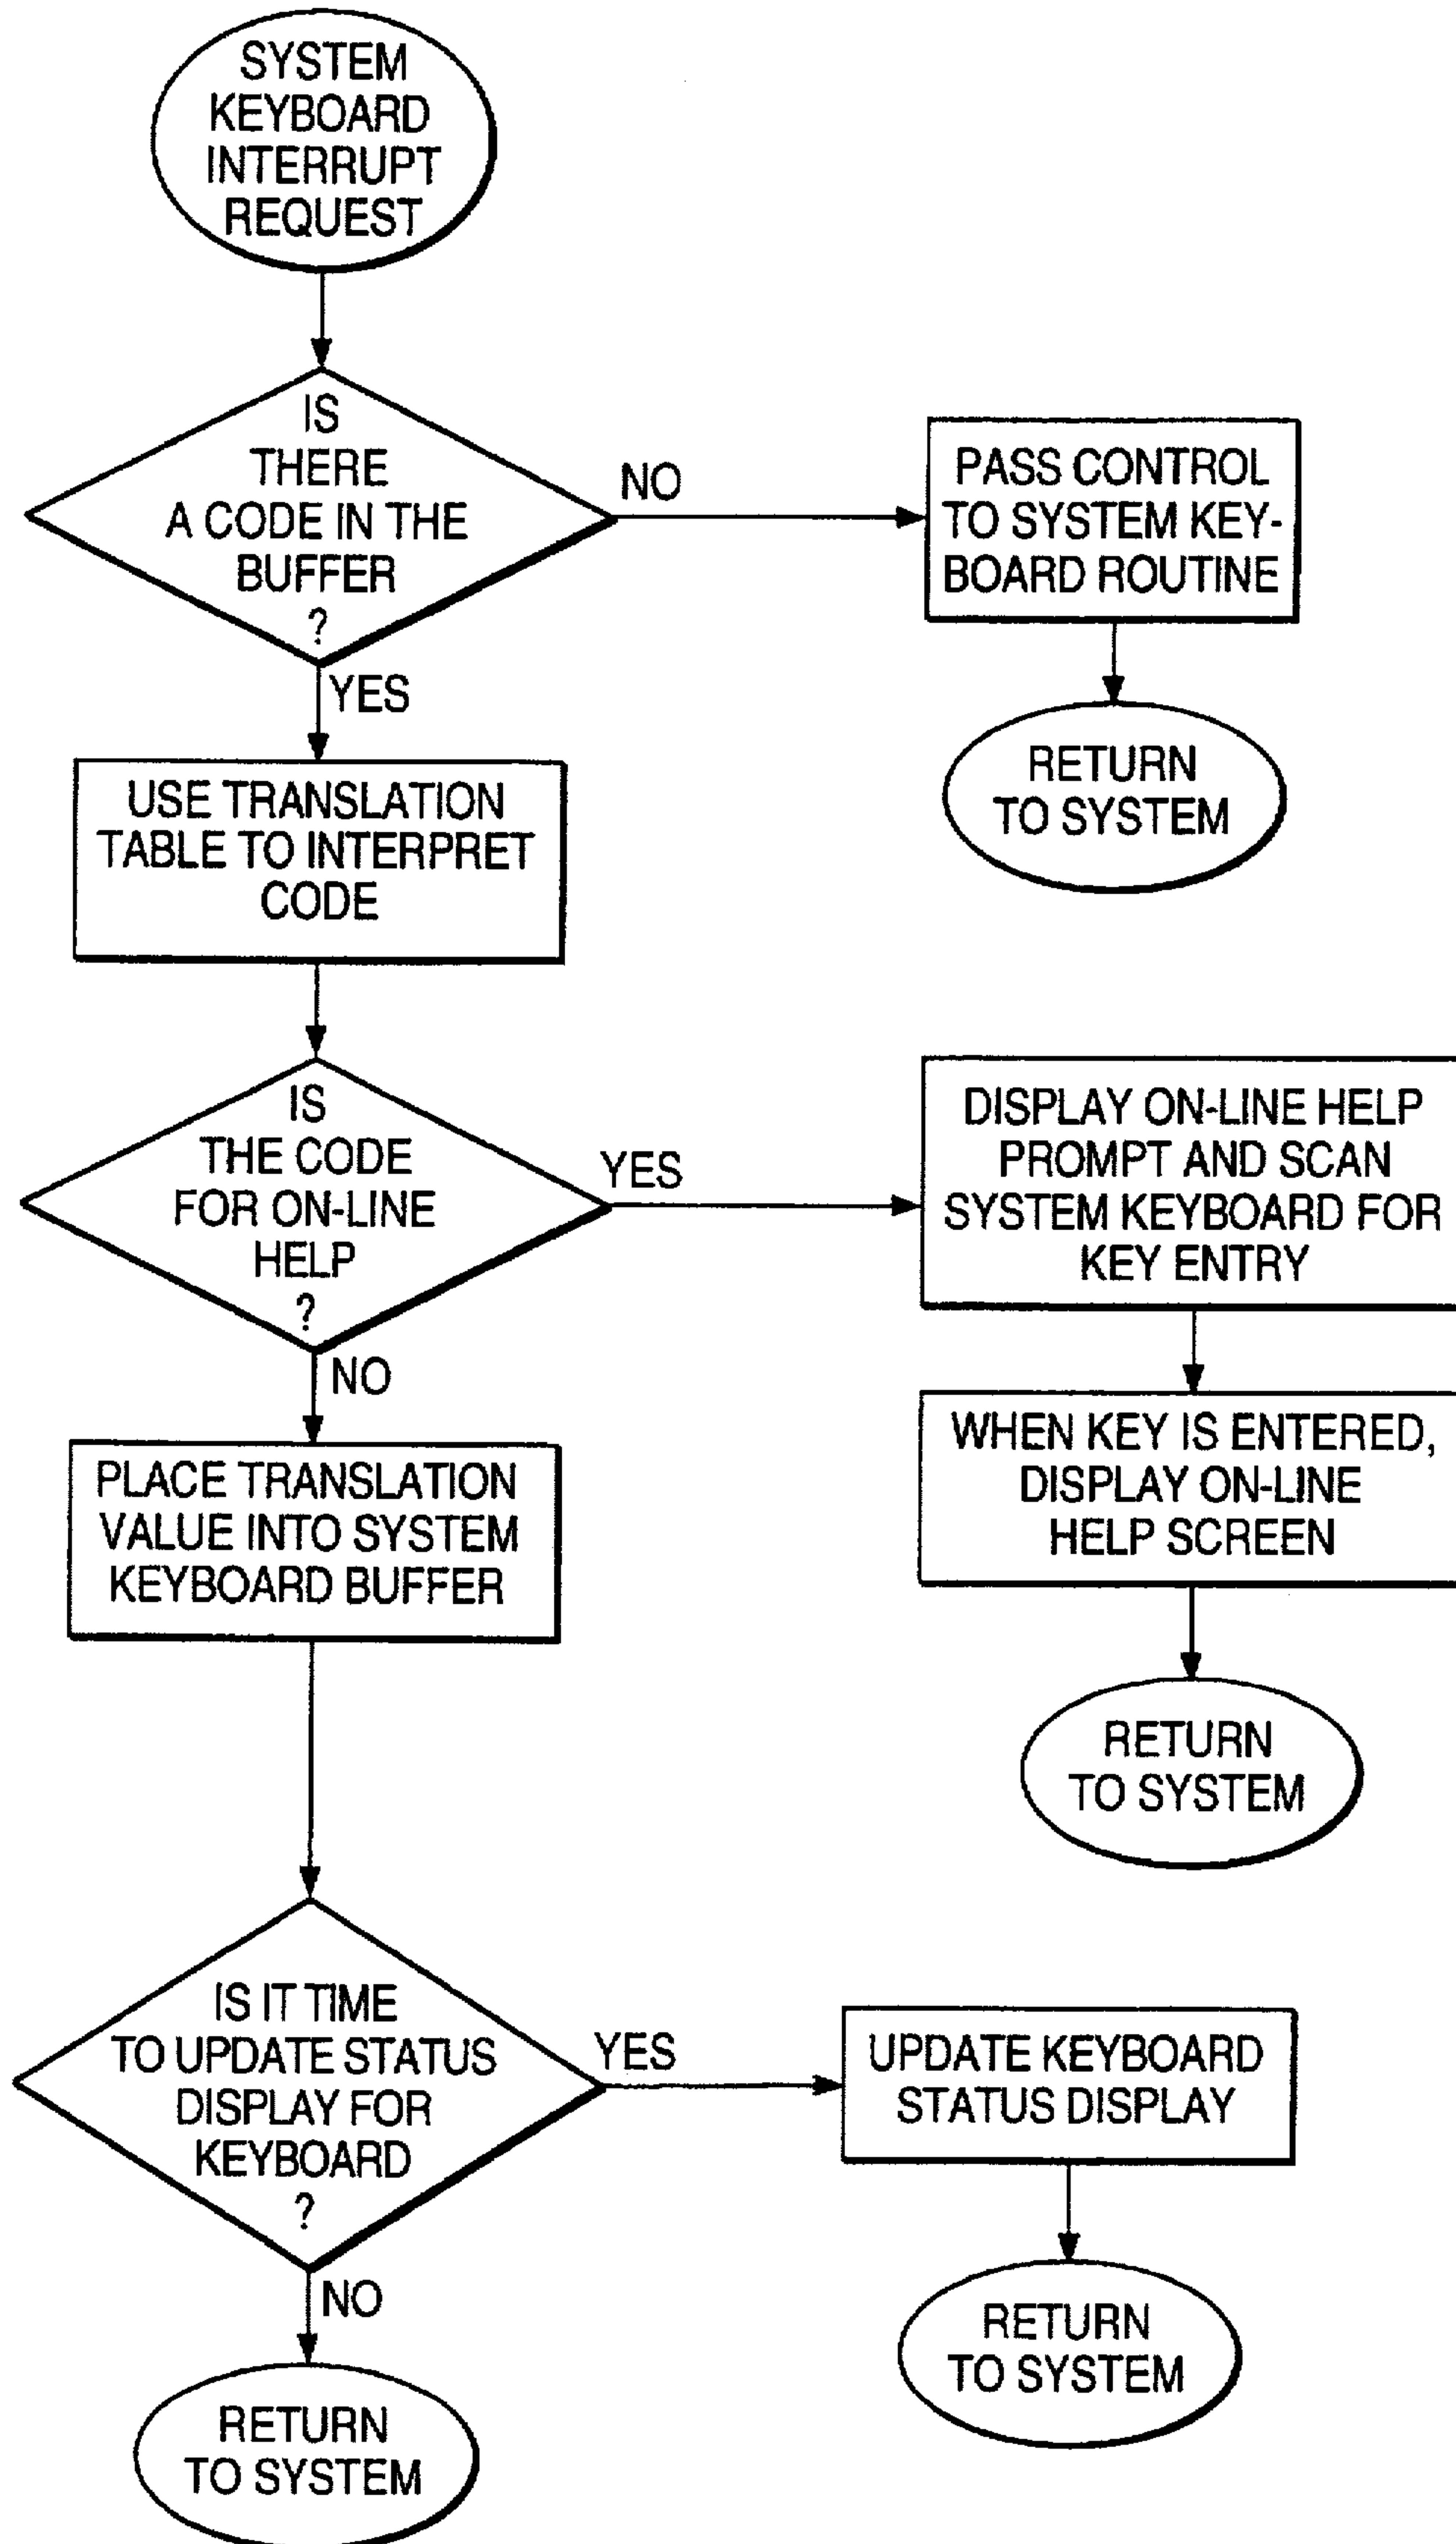 SYSTEM
KEYBOARD
INTERRUPT
REQUEST
IS
THERE
A CODE IN THE
BUFFER
?
NO
PASS CONTROL
TO SYSTEM KEY-
BOARD ROUTINE
YES
RETURN
TO SYSTEM
USE TRANSLATION
TABLE TO INTERPRET
CODE
IS
THE CODE
FOR ON-LINE
HELP
?
YES
DISPLAY ON-LINE HELP
PROMPT AND SCAN
SYSTEM KEYBOARD FOR
KEY ENTRY
NO
WHEN KEY IS ENTERED,
DISPLAY ON-LINE
HELP SCREEN
PLACE TRANSLATION
VALUE INTO SYSTEM
KEYBOARD BUFFER
RETURN
TO SYSTEM
IS IT TIME
TO UPDATE STATUS
DISPLAY FOR
KEYBOARD
?
YES
UPDATE KEYBOARD
STATUS DISPLAY
NO
RETURN
TO SYSTEM
RETURN
TO SYSTEM